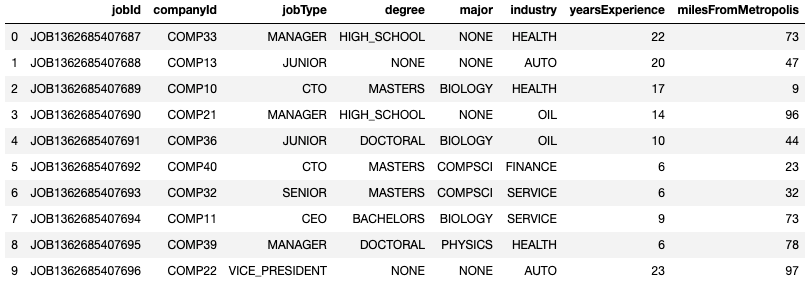 jobId companyId jobType degree major industry yearsExperience milesFromMetropolis
0 JOB1362685407687 COMP33 MANAGER HIGH_SCHOOL NONE HEALTH 22 73
1 JOB1362685407688 COMP13 JUNIOR NONE NONE AUTO 20 47
2 JOB1362685407689 COMP10 CTO MASTERS BIOLOGY HEALTH 17 9
3 JOB1362685407690 COMP21 MANAGER HIGH_SCHOOL NONE OIL 14 96
4 JOB1362685407691 COMP36 JUNIOR DOCTORAL BIOLOGY OIL 10 44
5 JOB1362685407692 COMP40 CTO MASTERS COMPSCI FINANCE 6 23
6 JOB1362685407693 COMP32 SENIOR MASTERS COMPSCI SERVICE 6 32
7 JOB1362685407694 COMP11 CEO BACHELORS BIOLOGY SERVICE 9 73
8 JOB1362685407695 COMP39 MANAGER DOCTORAL PHYSICS HEALTH 6 78
9 JOB1362685407696 COMP22 VICE_PRESIDENT NONE NONE AUTO 23 97